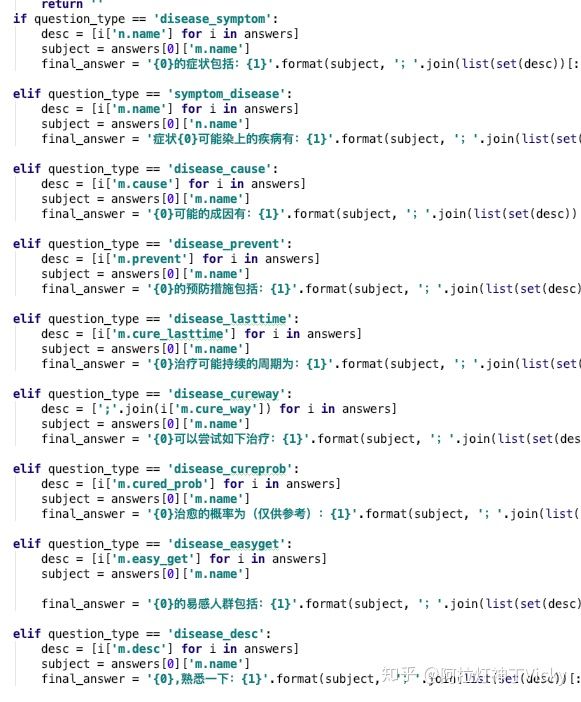 return ''
if question_type == 'disease_symptom':
    desc = [i['n.name'] for i in answers]
    subject = answers[0]['m.name']
    final_answer = '{0}的症状包括：{1}'.format(subject, '；'.join(list(set(desc))[:
elif question_type == 'symptom_disease':
    desc = [i['m.name'] for i in answers]
    subject = answers[0]['n.name']
    final_answer = '症状{0}可能染上的疾病有：{1}'.format(subject, '；'.join(list(set(
elif question_type == 'disease_cause':
    desc = [i['m.cause'] for i in answers]
    subject = answers[0]['m.name']
    final_answer = '{0}可能的成因有：{1}'.format(subject, '；'.join(list(set(desc))
elif question_type == 'disease_prevent':
    desc = [i['m.prevent'] for i in answers]
    subject = answers[0]['m.name']
    final_answer = '{0}的预防措施包括：{1}'.format(subject, '；'.join(list(set(desc)
elif question_type == 'disease_lasttime':
    desc = [i['m.cure_lasttime'] for i in answers]
    subject = answers[0]['m.name']
    final_answer = '{0}治疗可能持续的周期为：{1}'.format(subject, '；'.join(list(set(
elif question_type == 'disease_cureway':
    desc = [';'.join(i['m.cure_way']) for i in answers]
    subject = answers[0]['m.name']
    final_answer = '{0}可以尝试如下治疗：{1}'.format(subject, '；'.join(list(set(des
elif question_type == 'disease_cureprob':
    desc = [i['m.cured_prob'] for i in answers]
    subject = answers[0]['m.name']
    final_answer = '{0}治愈的概率为（仅供参考）：{1}'.format(subject, '；'.join(list(
elif question_type == 'disease_easyget':
    desc = [i['m.easy_get'] for i in answers]
    subject = answers[0]['m.name']
    final_answer = '{0}的易感人群包括：{1}'.format(subject, '；'.join(list(set(desc)
elif question_type == 'disease_desc':
    desc = [i['m.desc'] for i in answers]
    subject = answers[0]['m.name']
    final_answer = '{0},熟悉一下：{1}'.format(subject, '；'.join(list(set(desc))[:
知乎 @阿拉灯神丁Vicky